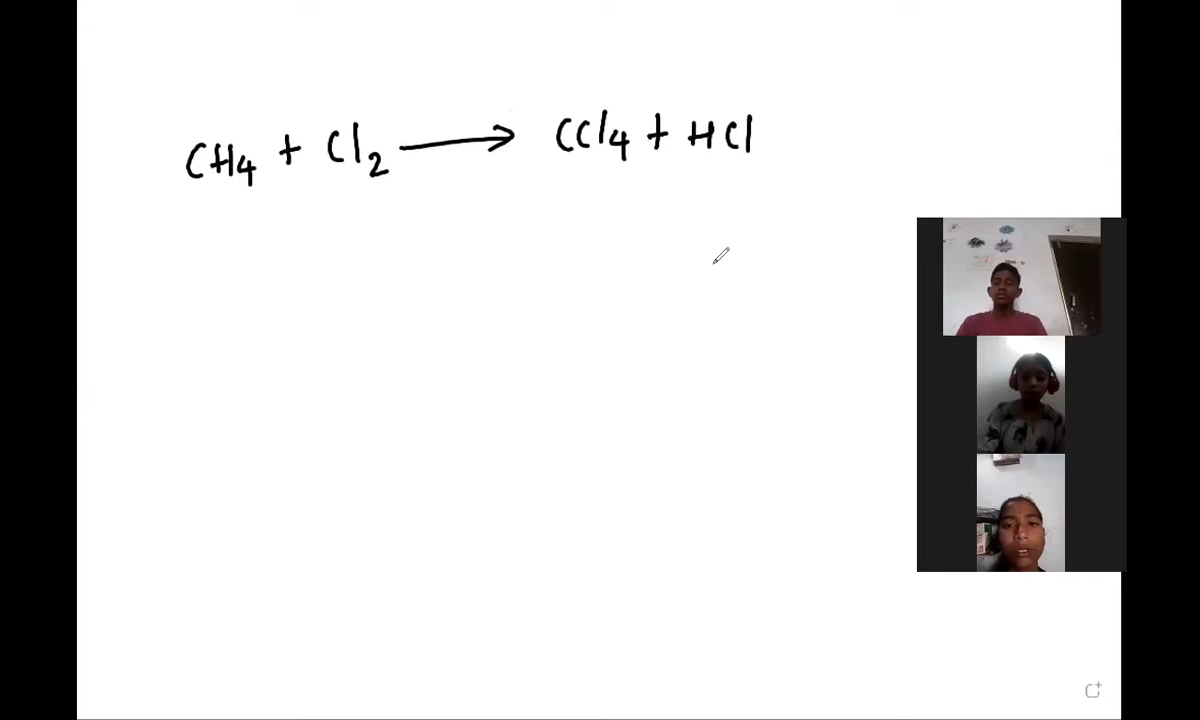 CH4 + Cl2 ⟶ CCl4 + HCl